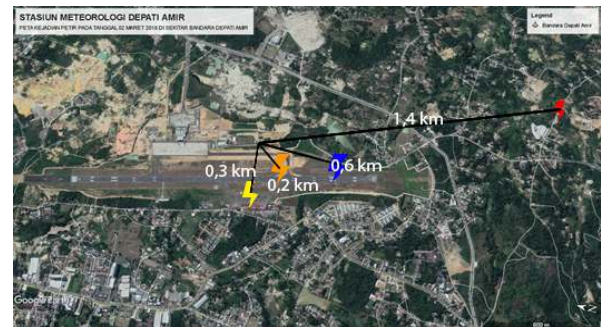 STASIUN METEOROLOGI DEPATI AMIR
PETA KEJADIAN PETIR PADA TANGGAL 02 MARET 2018 DI SEKITAR BANDARA DEPATI AMIR
Legend
Bandara Depati Amir
1,4 km
0,3 km
0,6 km
0,2 km
Google Earth